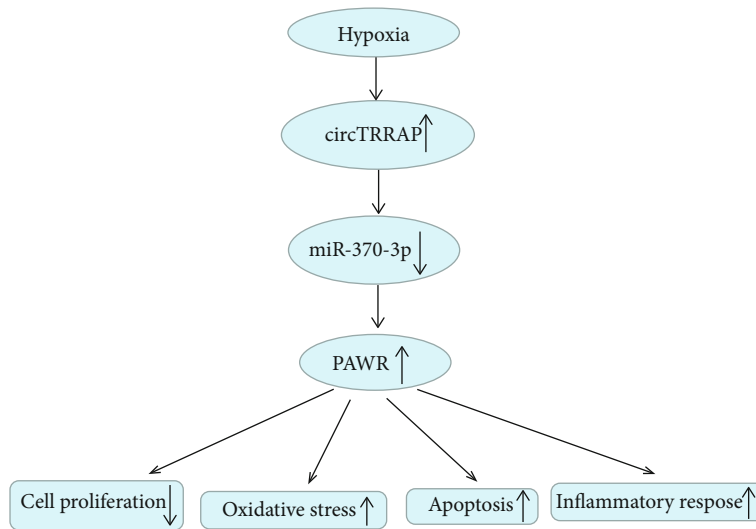 Hypoxia
circTRRAP↑
miR-370-3p↓
PAWR↑
Cell proliferation↓
Oxidative stress↑
Apoptosis↑
Inflammatory respose↑